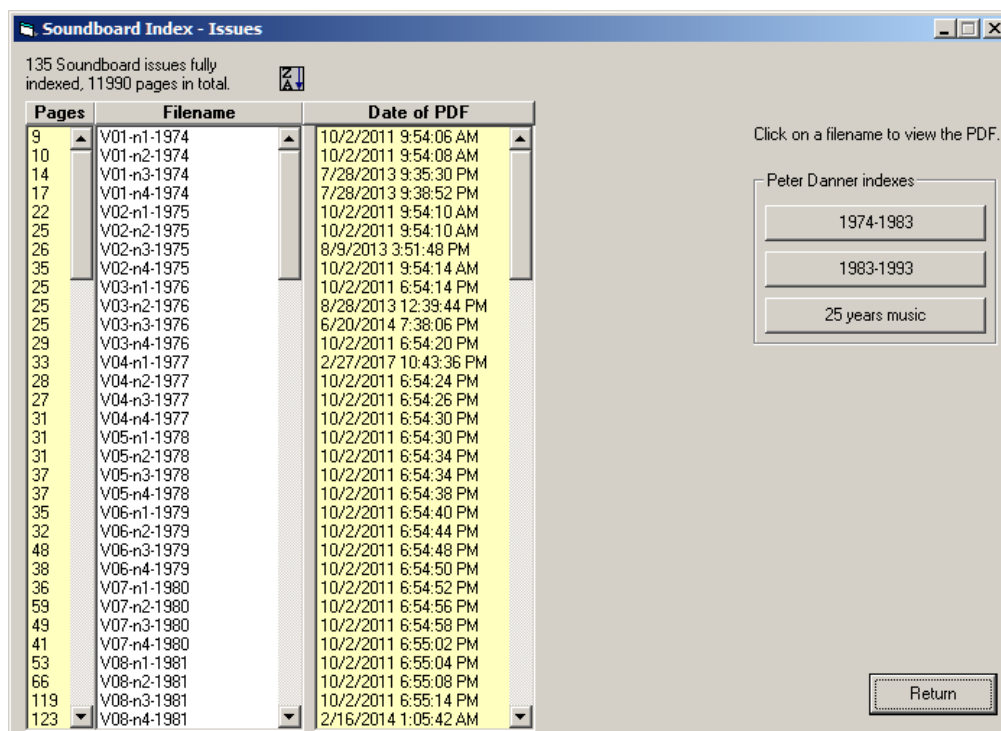 Soundboard Index - Issues
135 Soundboard issues fully
indexed, 11990 pages in total.
Z
A
Pages Filename Date of PDF
9 V01-n1-1974 10/2/2011 9:54:06 AM
10 V01-n2-1974 10/2/2011 9:54:08 AM
14 V01-n3-1974 7/28/2013 9:35:30 PM
17 V01-n4-1974 7/28/2013 9:38:52 PM
22 V02-n1-1975 10/2/2011 9:54:10 AM
25 V02-n2-1975 10/2/2011 9:54:10 AM
26 V02-n3-1975 8/9/2013 3:51:48 PM
35 V02-n4-1975 10/2/2011 9:54:14 AM
25 V03-n1-1976 10/2/2011 6:54:14 PM
25 V03-n2-1976 8/28/2013 12:39:44 PM
25 V03-n3-1976 6/20/2014 7:38:06 PM
29 V03-n4-1976 10/2/2011 6:54:20 PM
33 V04-n1-1977 2/27/2017 10:43:36 PM
28 V04-n2-1977 10/2/2011 6:54:24 PM
27 V04-n3-1977 10/2/2011 6:54:26 PM
31 V04-n4-1977 10/2/2011 6:54:30 PM
31 V05-n1-1978 10/2/2011 6:54:30 PM
31 V05-n2-1978 10/2/2011 6:54:34 PM
37 V05-n3-1978 10/2/2011 6:54:34 PM
37 V05-n4-1978 10/2/2011 6:54:38 PM
35 V06-n1-1979 10/2/2011 6:54:40 PM
32 V06-n2-1979 10/2/2011 6:54:44 PM
48 V06-n3-1979 10/2/2011 6:54:48 PM
38 V06-n4-1979 10/2/2011 6:54:50 PM
36 V07-n1-1980 10/2/2011 6:54:52 PM
59 V07-n2-1980 10/2/2011 6:54:56 PM
49 V07-n3-1980 10/2/2011 6:54:58 PM
41 V07-n4-1980 10/2/2011 6:55:02 PM
53 V08-n1-1981 10/2/2011 6:55:04 PM
66 V08-n2-1981 10/2/2011 6:55:08 PM
119 V08-n3-1981 10/2/2011 6:55:14 PM
123 V08-n4-1981 2/16/2014 1:05:42 AM
Click on a filename to view the PDF.
Peter Danner indexes
1974-1983
1983-1993
25 years music
Return